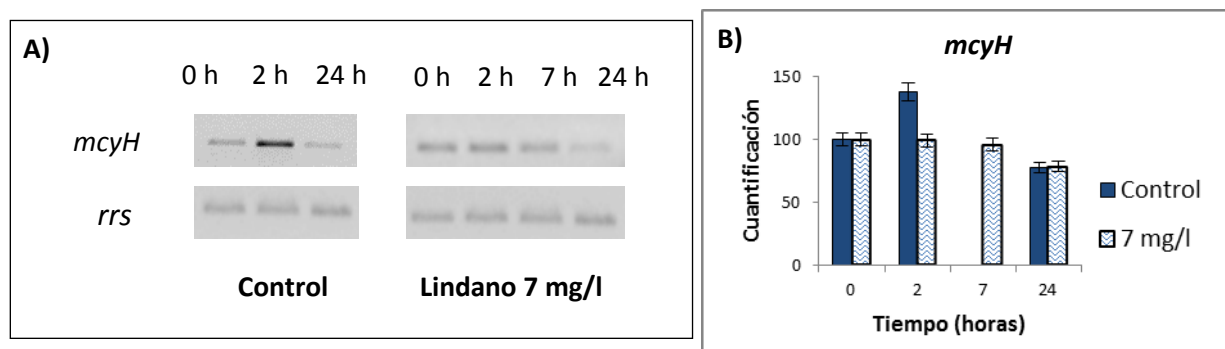 A)
0 h 2 h 24 h
0 h 2 h 7 h 24 h
mcyH
rrs
Control
Lindano 7 mg/l
B)
mcyH
Cuantificación
150
100
50
0
0 2 7 24
Tiempo (horas)
Control
7 mg/l